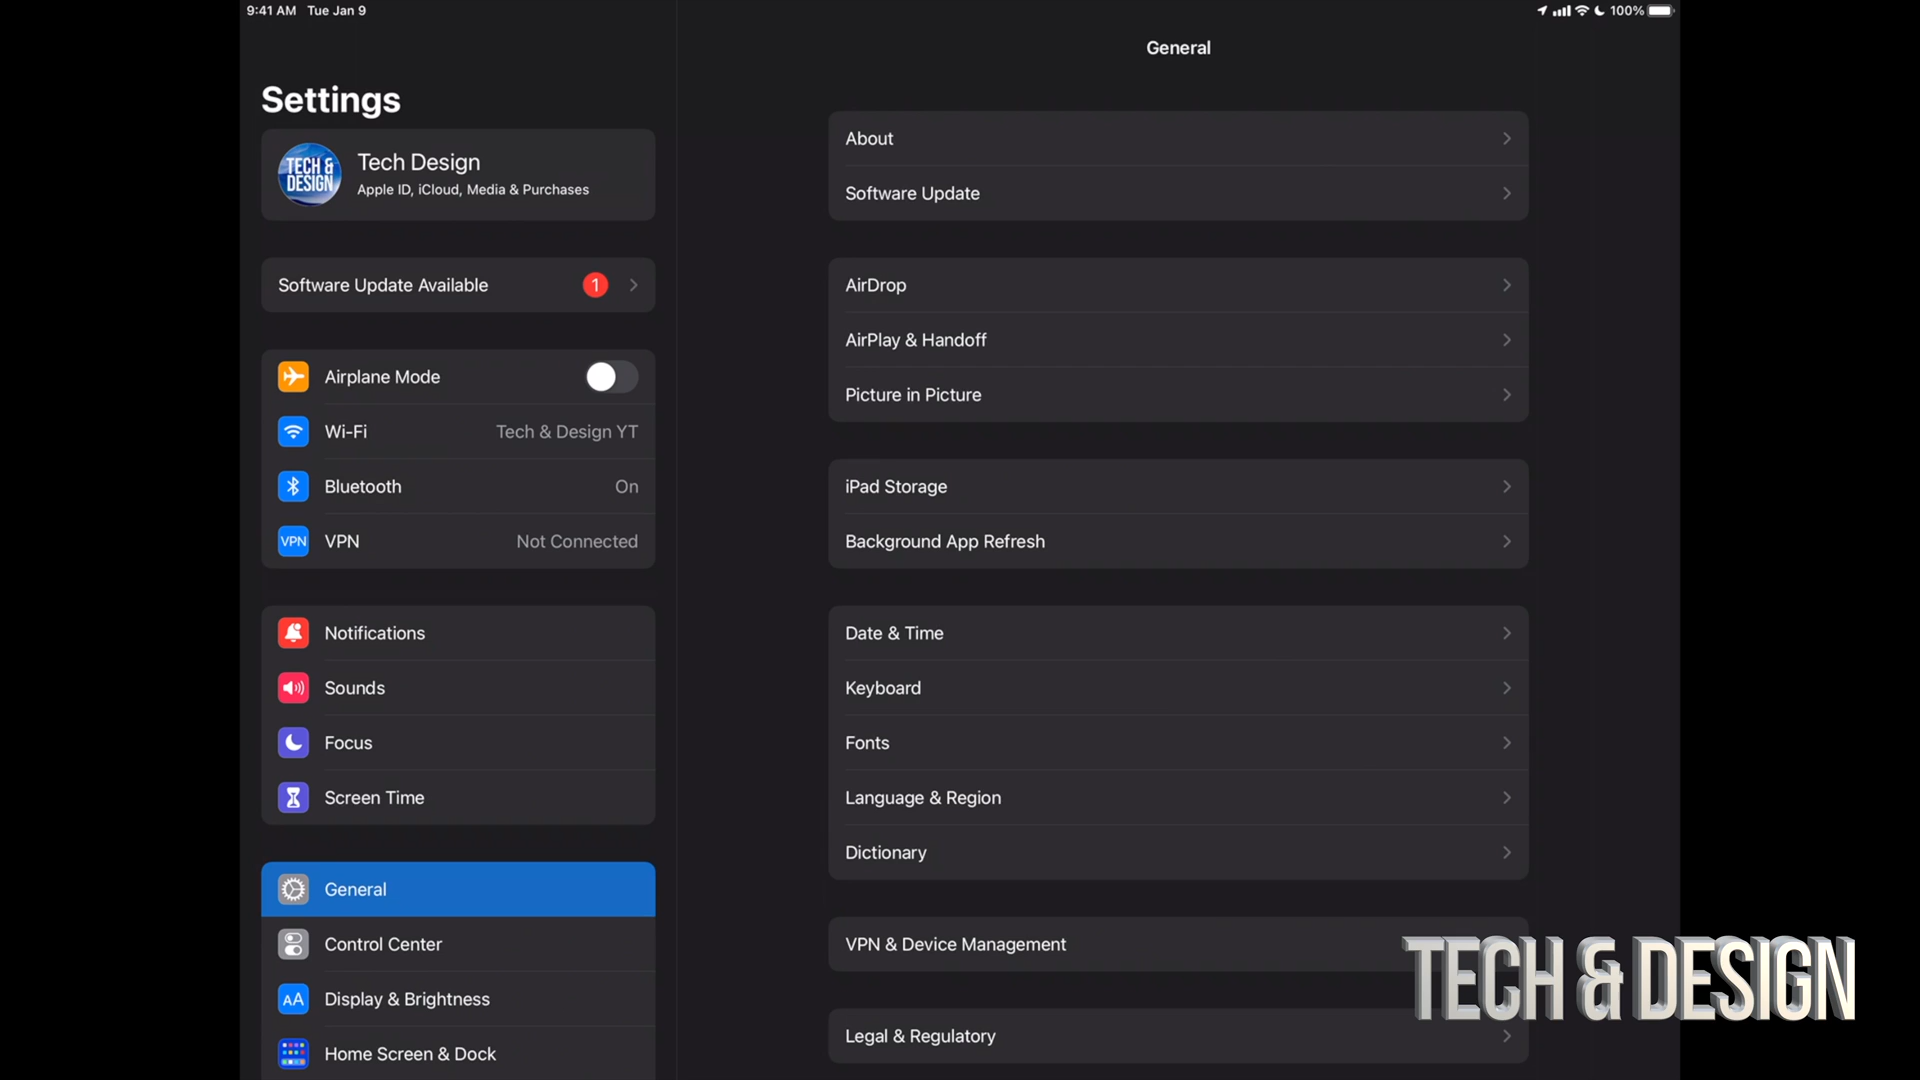 9:41 AM Tue Jan 9
100%
Settings
TECH &
DESIGN
Tech Design
Apple ID, iCloud, Media & Purchases
Software Update Available 1
Airplane Mode
Wi-Fi Tech & Design YT
Bluetooth On
VPN VPN Not Connected
Notifications
Sounds
Focus
Screen Time
General
Control Center
AA Display & Brightness
Home Screen & Dock
General
About
Software Update
AirDrop
AirPlay & Handoff
Picture in Picture
iPad Storage
Background App Refresh
Date & Time
Keyboard
Fonts
Language & Region
Dictionary
VPN & Device Management
Legal & Regulatory
TECH & DESIGN